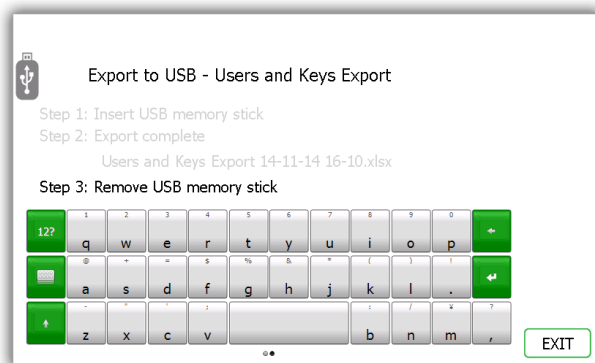 Export to USB - Users and Keys Export
Step 1: Insert USB memory stick
Step 2: Export complete
Users and Keys Export 14-11-14 16-10.xlsx
Step 3: Remove USB memory stick
1 2 3 4 5 6 7 8 9 0
12? q w e r t y u i o p
@ + = $ % & * ( ) !
a s d f g h j k l .
: / ¥ ?
z x c v b n m ,
EXIT